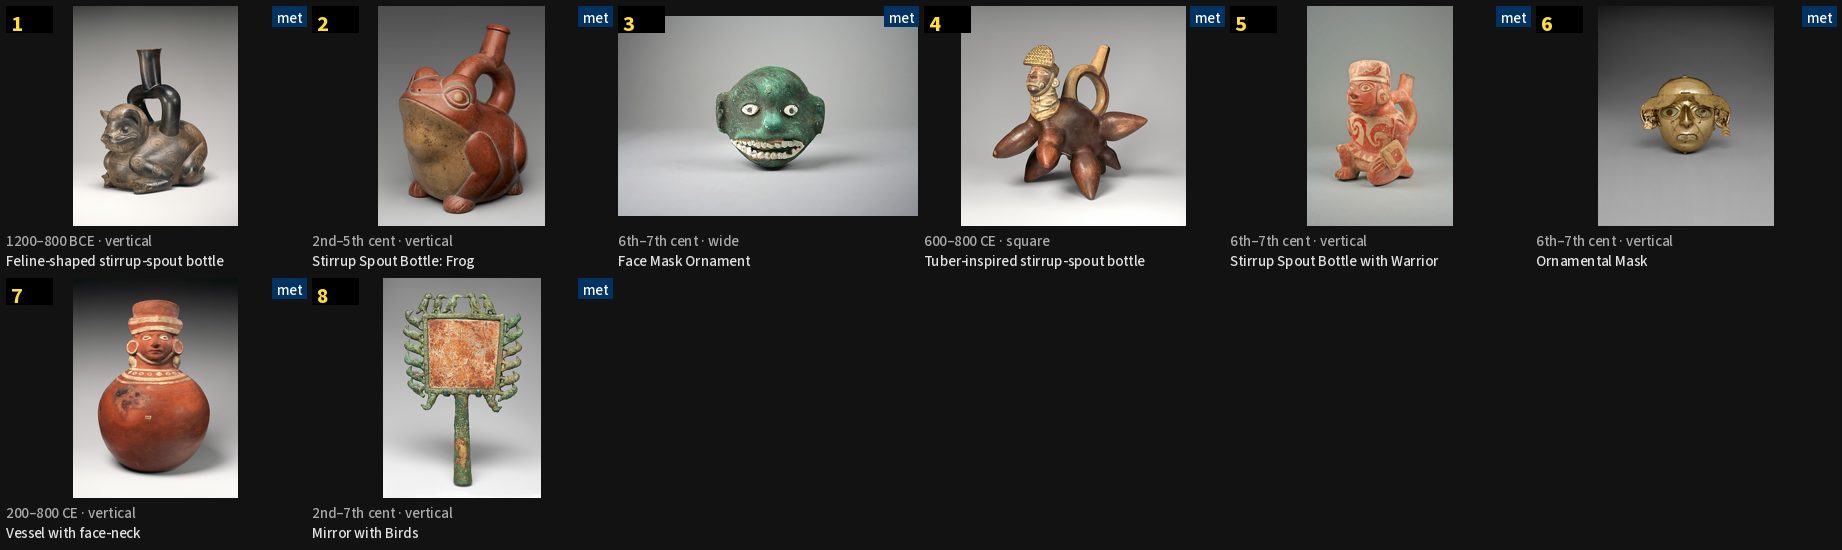 1
met
2
met
3
met
4
met
5
met
6
met
1200–800 BCE · vertical
Feline-shaped stirrup-spout bottle
2nd–5th cent · vertical
Stirrup Spout Bottle: Frog
6th–7th cent · wide
Face Mask Ornament
600–800 CE · square
Tuber-inspired stirrup-spout bottle
6th–7th cent · vertical
Stirrup Spout Bottle with Warrior
6th–7th cent · vertical
Ornamental Mask
7
met
8
met
200–800 CE · vertical
Vessel with face-neck
2nd–7th cent · vertical
Mirror with Birds